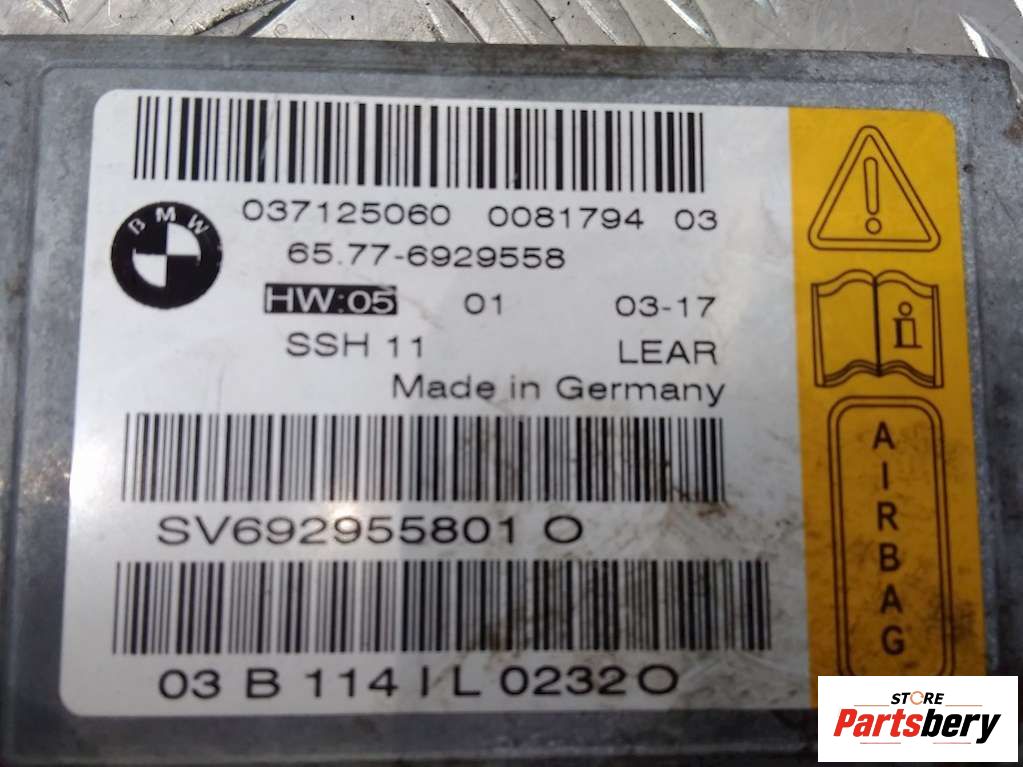 037125060 0081794 03
BMW
65.77-6929558
HW:05 01 03-17
SSH 11 LEAR
Made in Germany
SV692955801 O
03 B 114 I L 0232 O
i
AIRBAG
STORE
Partsbery